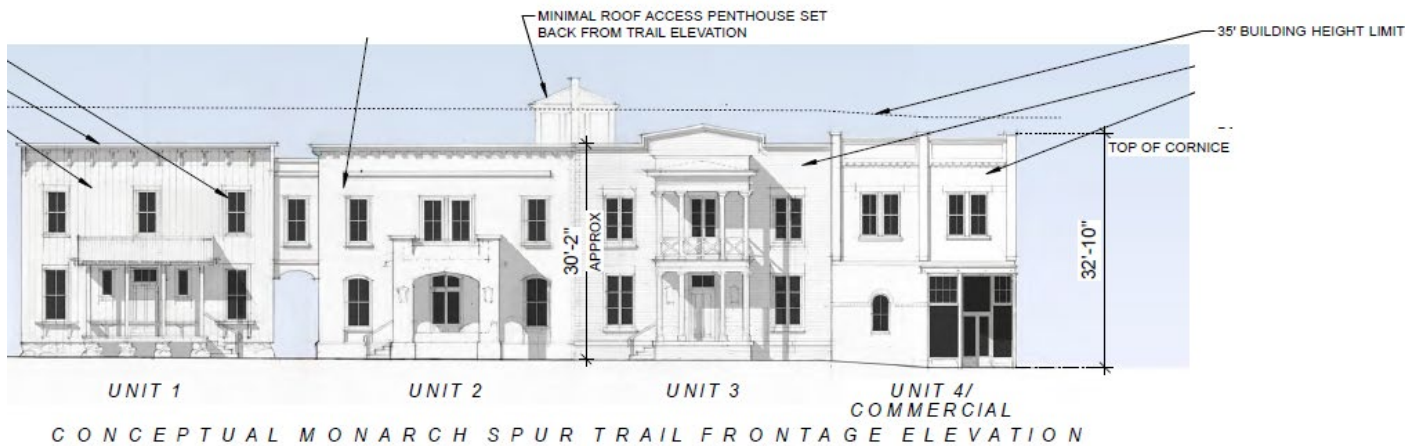 MINIMAL ROOF ACCESS PENTHOUSE SET
BACK FROM TRAIL ELEVATION
35' BUILDING HEIGHT LIMIT
TOP OF CORNICE
30'-2"
APPROX
32'-10"
UNIT 1
UNIT 2
UNIT 3
UNIT 4/
COMMERCIAL
CONCEPTUAL MONARCH SPUR TRAIL FRONTAGE ELEVATION